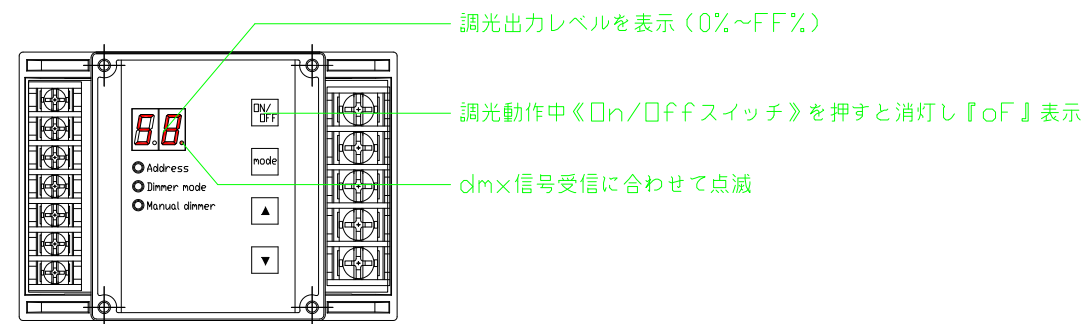 調光出力レベルを表示(0%~FF%)
ON/
OFF
調光動作中《On/Offスイッチ》を押すと消灯し『oF』表示
58.
mode
Address
dmx信号受信に合わせて点滅
Dimmer mode
Manual dimmer
▲
▼